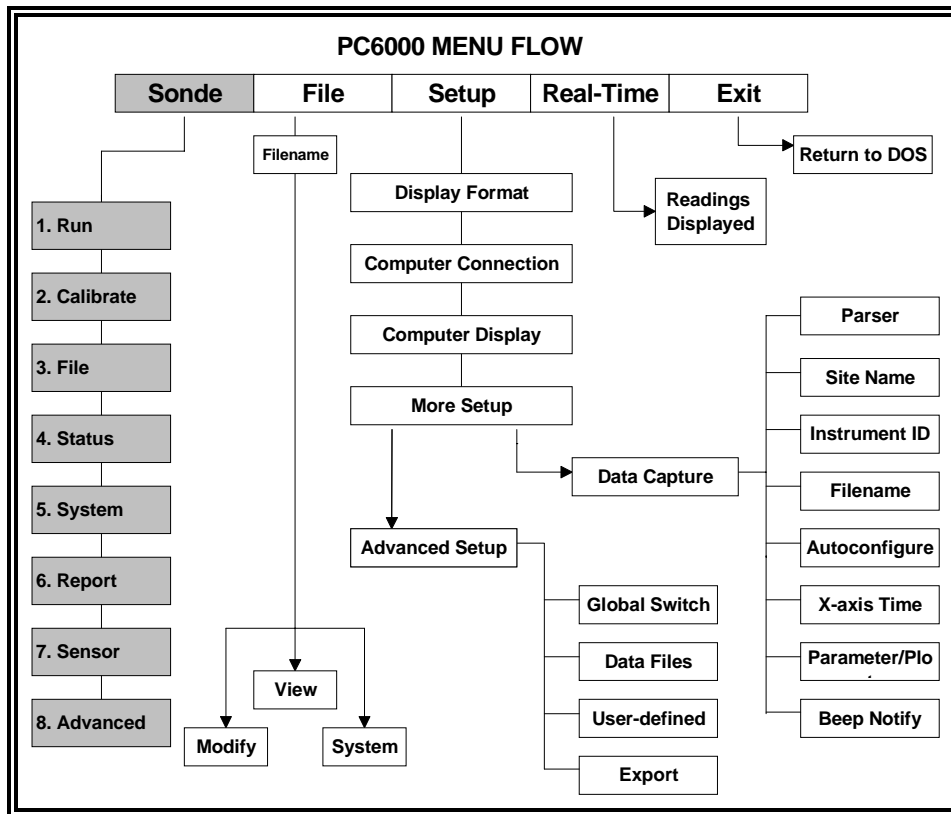 PC6000 MENU FLOW
Sonde File Setup Real-Time Exit
Filename
Return to DOS
Display Format
Readings
Displayed
1. Run
Computer Connection
2. Calibrate
Parser
Computer Display
3. File
Site Name
More Setup
4. Status
Instrument ID
Data Capture
5. System
Filename
Advanced Setup
Autoconfigure
6. Report
Global Switch
X-axis Time
7. Sensor
Data Files
Parameter/Plo
View
8. Advanced
User-defined
Beep Notify
Modify
System
Export